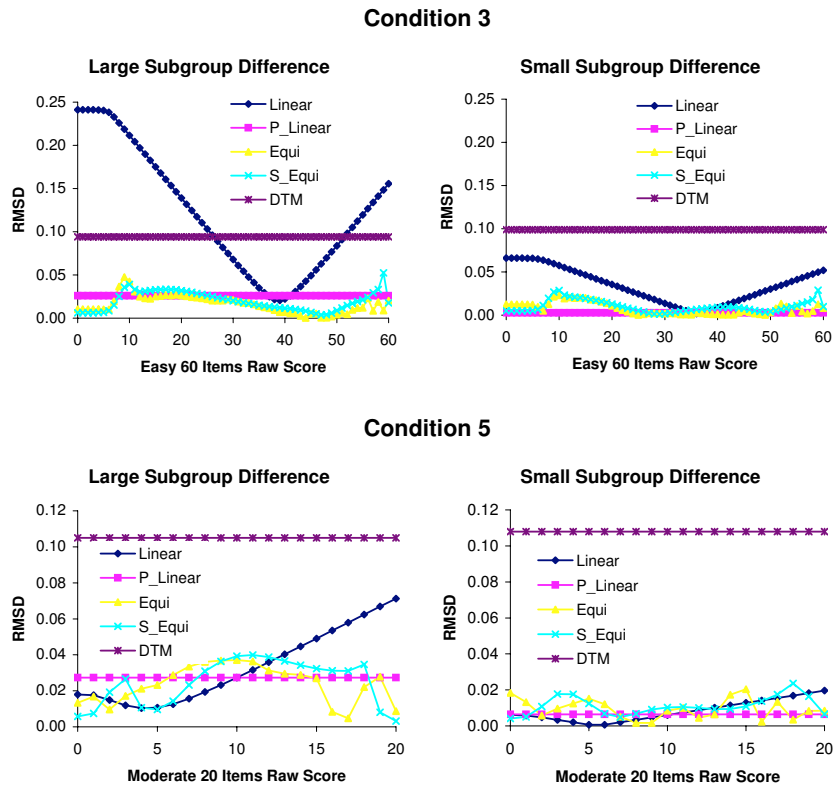 Condition 3
Large Subgroup Difference
RMSD
0.25
0.20
0.15
0.10
0.05
0.00
Linear
P_Linear
Equi
S_Equi
DTM
0 10 20 30 40 50 60
Easy 60 Items Raw Score
Small Subgroup Difference
RMSD
0.25
0.20
0.15
0.10
0.05
0.00
Linear
P_Linear
Equi
S_Equi
DTM
0 10 20 30 40 50 60
Easy 60 Items Raw Score
Condition 5
Large Subgroup Difference
RMSD
0.12
0.10
0.08
0.06
0.04
0.02
0.00
Linear
P_Linear
Equi
S_Equi
DTM
0 5 10 15 20
Moderate 20 Items Raw Score
Small Subgroup Difference
RMSD
0.12
0.10
0.08
0.06
0.04
0.02
0.00
Linear
P_Linear
Equi
S_Equi
DTM
0 5 10 15 20
Moderate 20 Items Raw Score